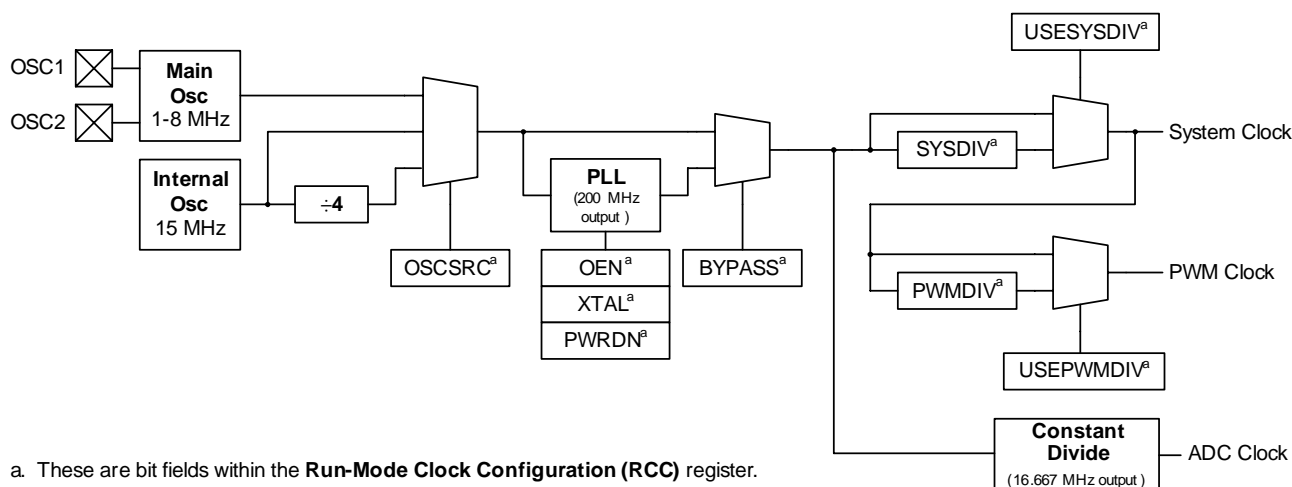 USESYSDIVᵃ
OSC1
OSC2
Main
Osc
1-8 MHz
Internal
Osc
15 MHz
÷4
OSCSRCᵃ
PLL
(200 MHz
output )
OENᵃ
XTALᵃ
PWRDNᵃ
BYPASSᵃ
SYSDIVᵃ
System Clock
PWMDIVᵃ
PWM Clock
USEPWMDIVᵃ
Constant
Divide
(16.667 MHz output )
ADC Clock
a. These are bit fields within the Run-Mode Clock Configuration (RCC) register.